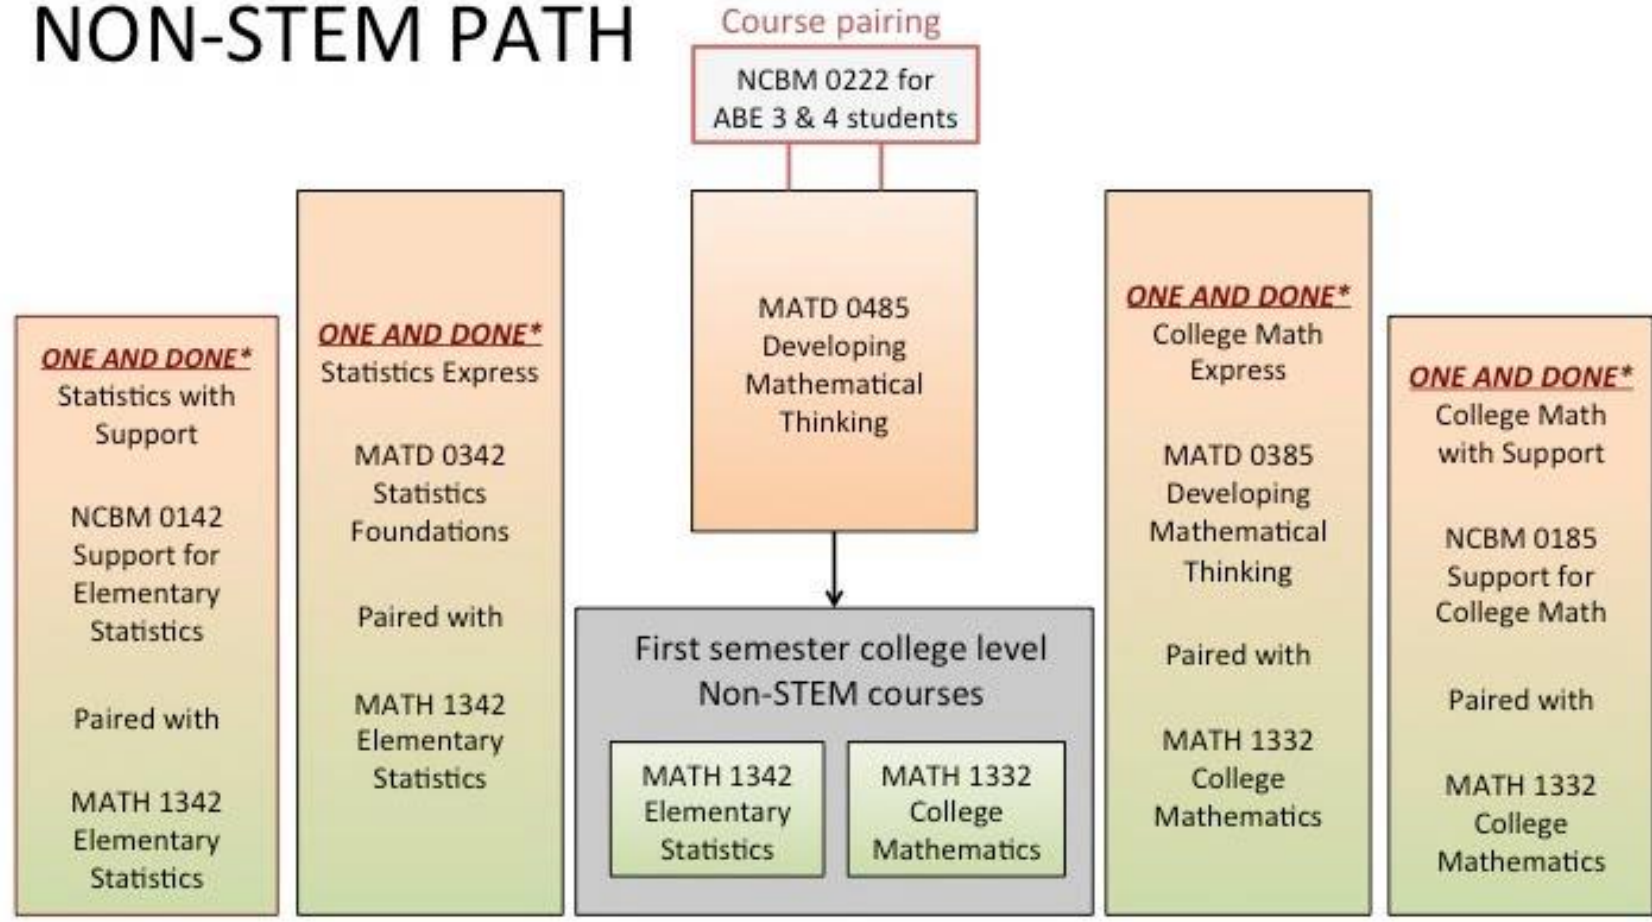 NON-STEM PATH
Course pairing
NCBM 0222 for
ABE 3 & 4 students
ONE AND DONE*
Statistics with
Support
NCBM 0142
Support for
Elementary
Statistics
Paired with
MATH 1342
Elementary
Statistics
ONE AND DONE*
Statistics Express
MATD 0342
Statistics
Foundations
Paired with
MATH 1342
Elementary
Statistics
MATD 0485
Developing
Mathematical
Thinking
First semester college level
Non-STEM courses
MATH 1342
Elementary
Statistics
MATH 1332
College
Mathematics
ONE AND DONE*
College Math
Express
MATD 0385
Developing
Mathematical
Thinking
Paired with
MATH 1332
College
Mathematics
ONE AND DONE*
College Math
with Support
NCBM 0185
Support for
College Math
Paired with
MATH 1332
College
Mathematics